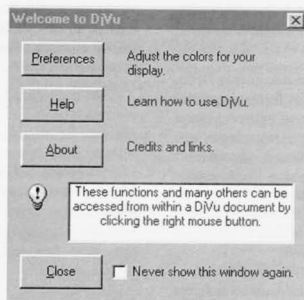 Welcome to DjVu
Preferences
Adjust the colors for your
display.
Help
Learn how to use DjVu.
About
Credits and links.
These functions and many others can be
accessed from within a DjVu document by
clicking the right mouse button.
Close
Never show this window again.